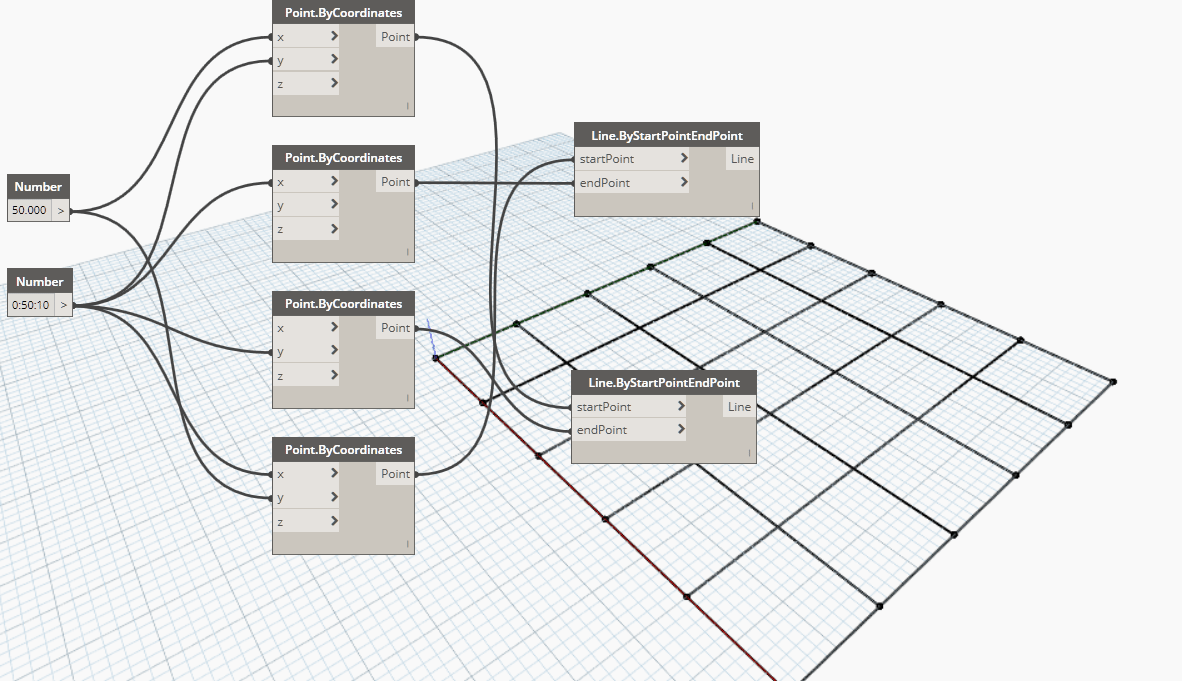 Point.ByCoordinates
x > Point
y >
z >
Number
50.000 >
Number
0:50:10 >
Point.ByCoordinates
x > Point
y >
z >
Point.ByCoordinates
x > Point
y >
z >
Point.ByCoordinates
x > Point
y >
z >
Line.ByStartPointEndPoint
startPoint > Line
endPoint >
Line.ByStartPointEndPoint
startPoint > Line
endPoint >